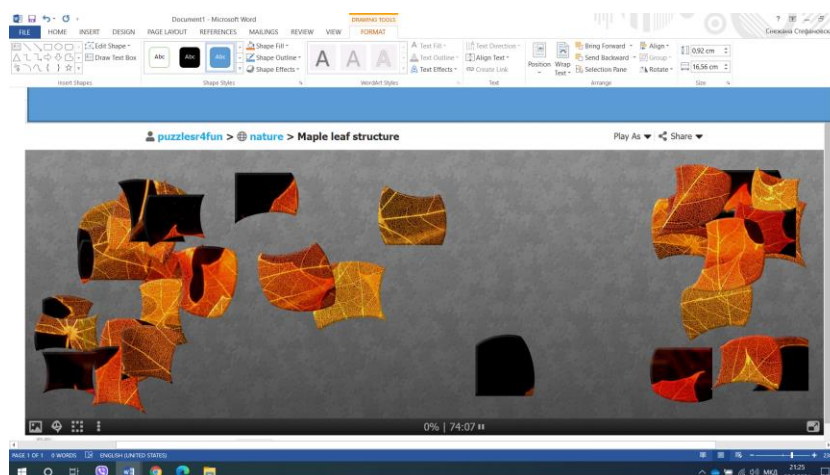 Document1 - Microsoft Word
DRAWING TOOLS
FILE HOME INSERT DESIGN PAGE LAYOUT REFERENCES MAILINGS REVIEW VIEW FORMAT
Edit Shape
Draw Text Box
Insert Shapes
Abc Abc Abc
Shape Fill
Shape Outline
Shape Effects
Shape Styles
A A A
Text Fill
Text Outline
Text Effects
WordArt Styles
Text Direction
Align Text
Create Link
Text
Position
Wrap Text
Bring Forward
Send Backward
Selection Pane
Align
Group
Rotate
Arrange
0,92 cm
16,56 cm
Size
puzzlesr4fun > nature > Maple leaf structure
Play As Share
0% | 74:07
PAGE 1 OF 1 0 WORDS ENGLISH (UNITED STATES)
МКД 21:25